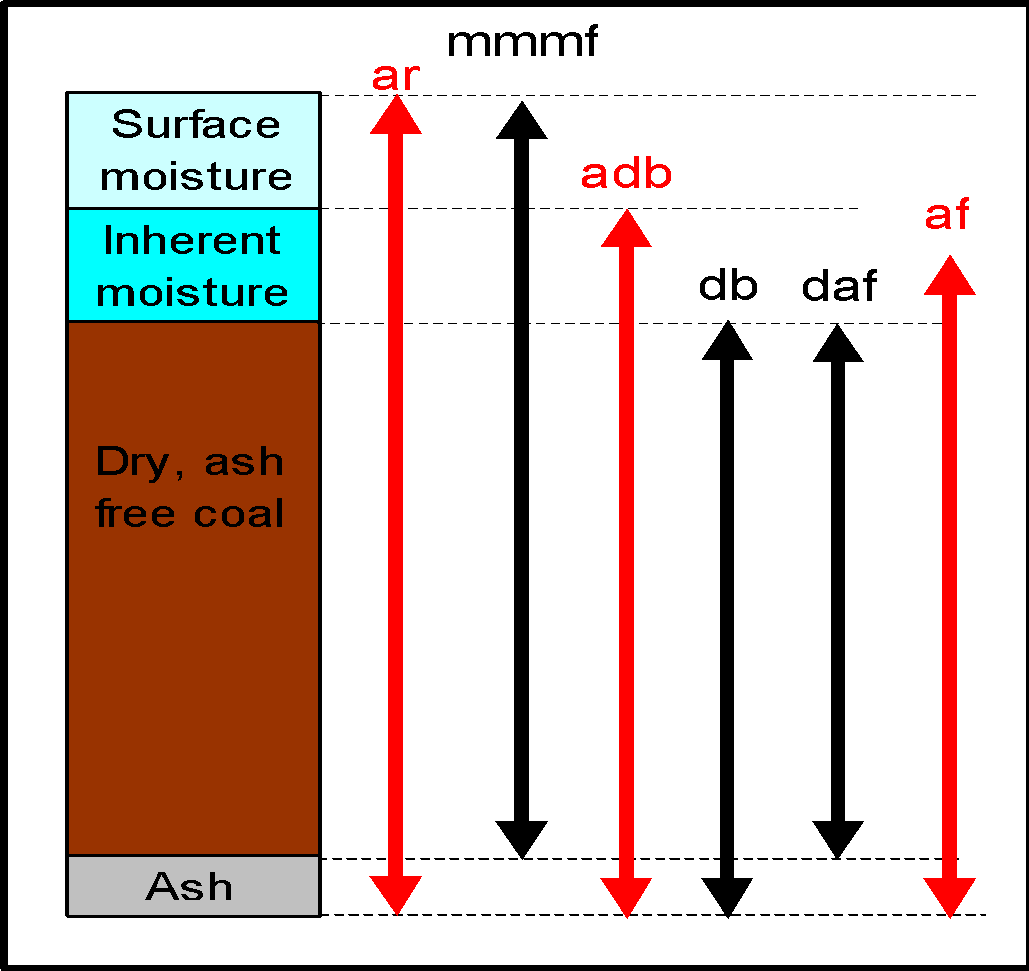 mmmf
ar
Surface
moisture
adb
af
Inherent
moisture
db
daf
Dry, ash
free coal
Ash